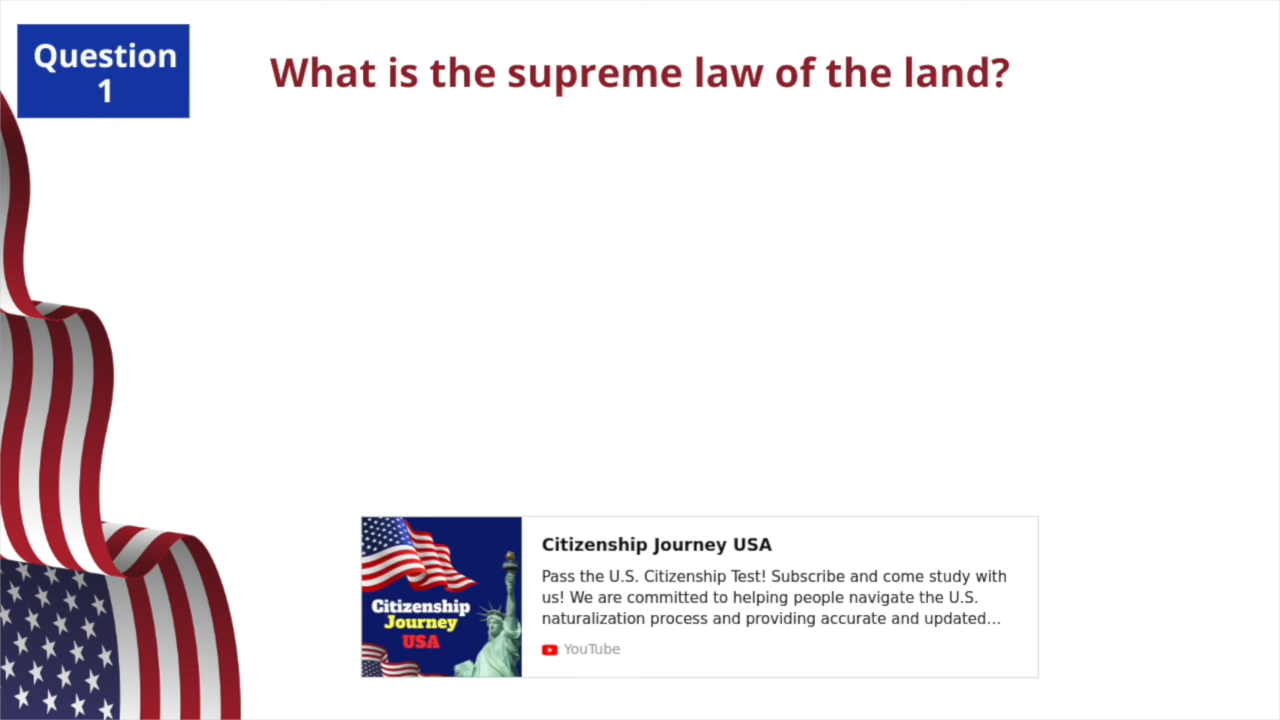 Question
1
What is the supreme law of the land?
Citizenship
Journey
USA
Citizenship Journey USA
Pass the U.S. Citizenship Test! Subscribe and come study with
us! We are committed to helping people navigate the U.S.
naturalization process and providing accurate and updated...
YouTube